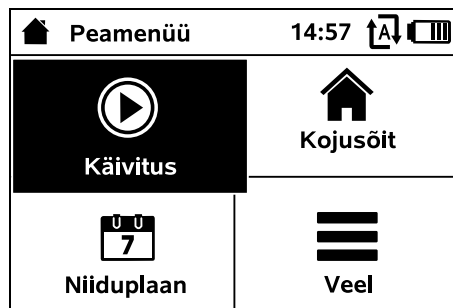 Peamenüü 14:57 A
Käivitus
Kojusõit
7
Niiduplaan
Veel